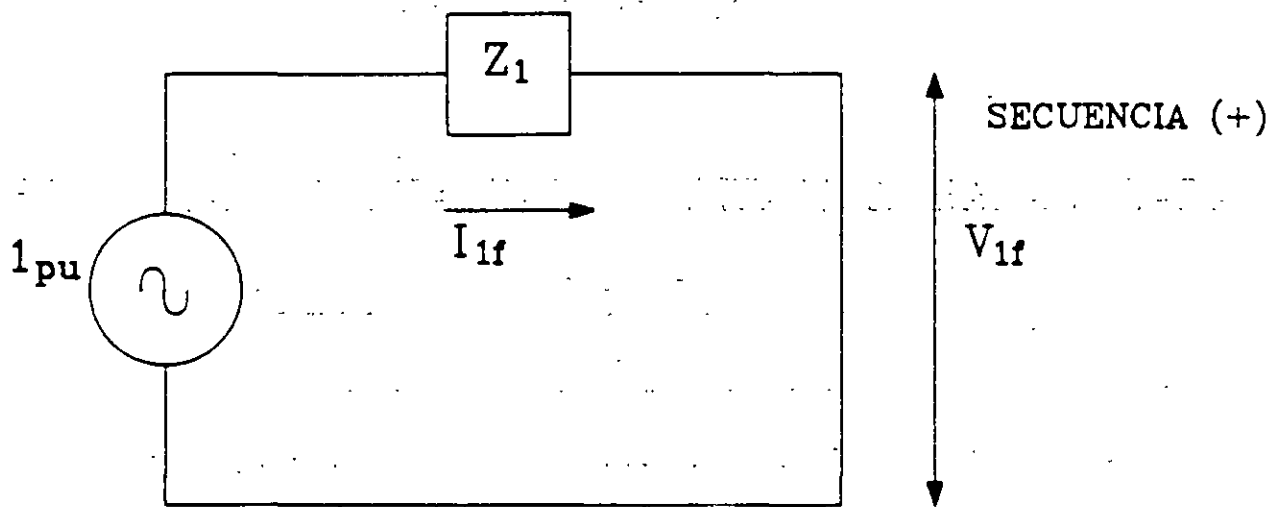 Z₁
SECUENCIA (+)
I₁f
V₁f
1pu